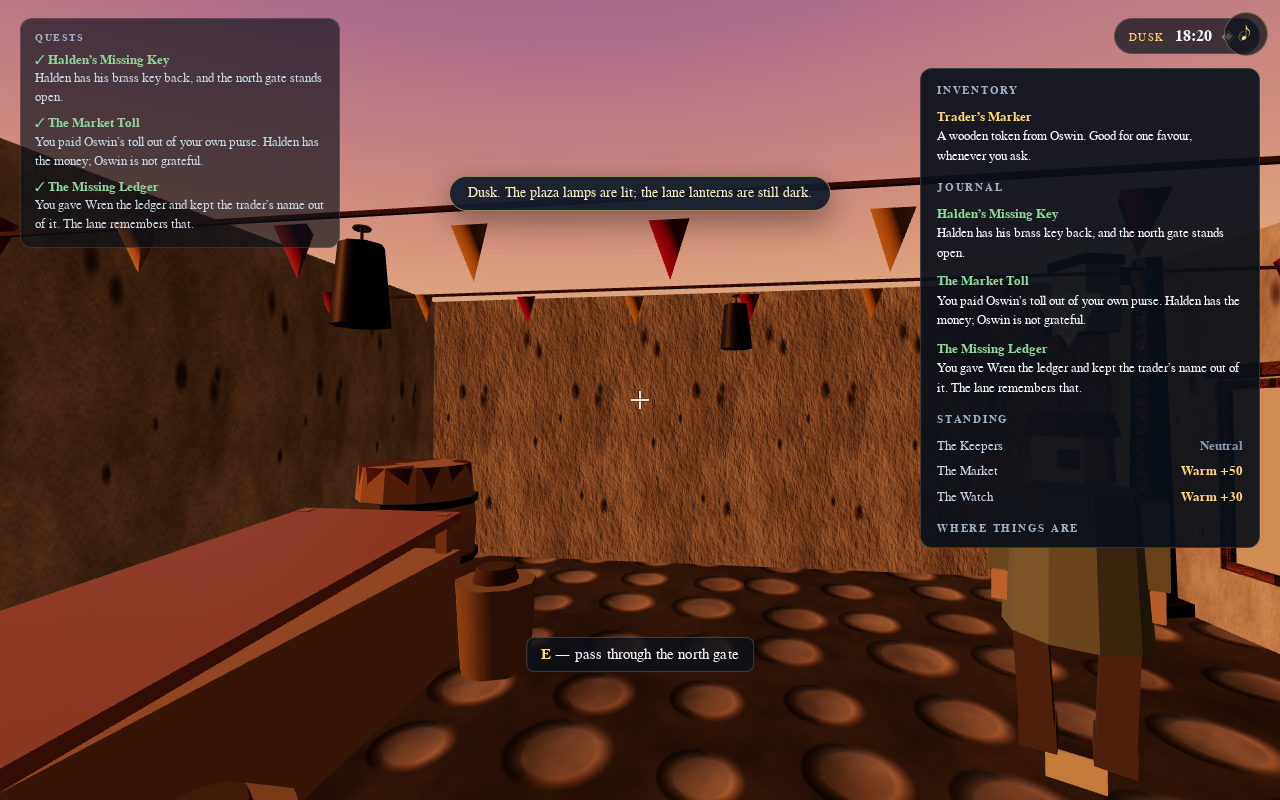 QUESTS
✓ Halden's Missing Key
Halden has his brass key back, and the north gate stands
open.
✓ The Market Toll
You paid Oswin's toll out of your own purse. Halden has
the money; Oswin is not grateful.
✓ The Missing Ledger
You gave Wren the ledger and kept the trader's name out
of it. The lane remembers that.
Dusk. The plaza lamps are lit; the lane lanterns are still dark.
DUSK 18:20
INVENTORY
Trader's Marker
A wooden token from Oswin. Good for one favour,
whenever you ask.
JOURNAL
Halden's Missing Key
Halden has his brass key back, and the north gate stands
open.
The Market Toll
You paid Oswin's toll out of your own purse. Halden has the
money; Oswin is not grateful.
The Missing Ledger
You gave Wren the ledger and kept the trader's name out of
it. The lane remembers that.
STANDING
The Keepers Neutral
The Market Warm +50
The Watch Warm +30
WHERE THINGS ARE
E — pass through the north gate